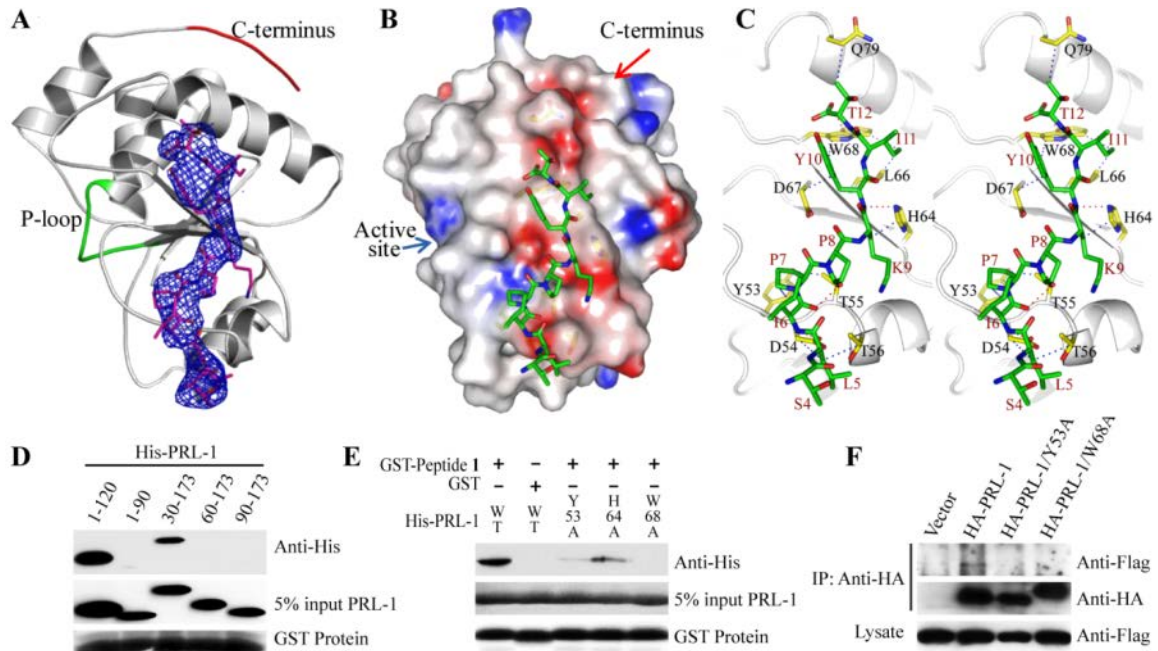 A
C-terminus
P-loop
B
C-terminus
Active
site
C
Q79
T12
I11
W68
Y10
L66
D67
H64
P8
P7
K9
Y53
T55
I6
D54
T56
L5
S4
Q79
T12
I11
W68
Y10
L66
D67
H64
P8
P7
K9
Y53
T55
I6
D54
T56
L5
S4
D
His-PRL-1
1-120
1-90
30-173
60-173
90-173
Anti-His
5% input PRL-1
GST Protein
E
GST-Peptide 1 + – + + +
GST – + – – –
His-PRL-1 WT WT Y53A H64A W68A
Anti-His
5% input PRL-1
GST Protein
F
Vector
HA-PRL-1
HA-PRL-1/Y53A
HA-PRL-1/W68A
IP: Anti-HA
Anti-Flag
Anti-HA
Lysate
Anti-Flag